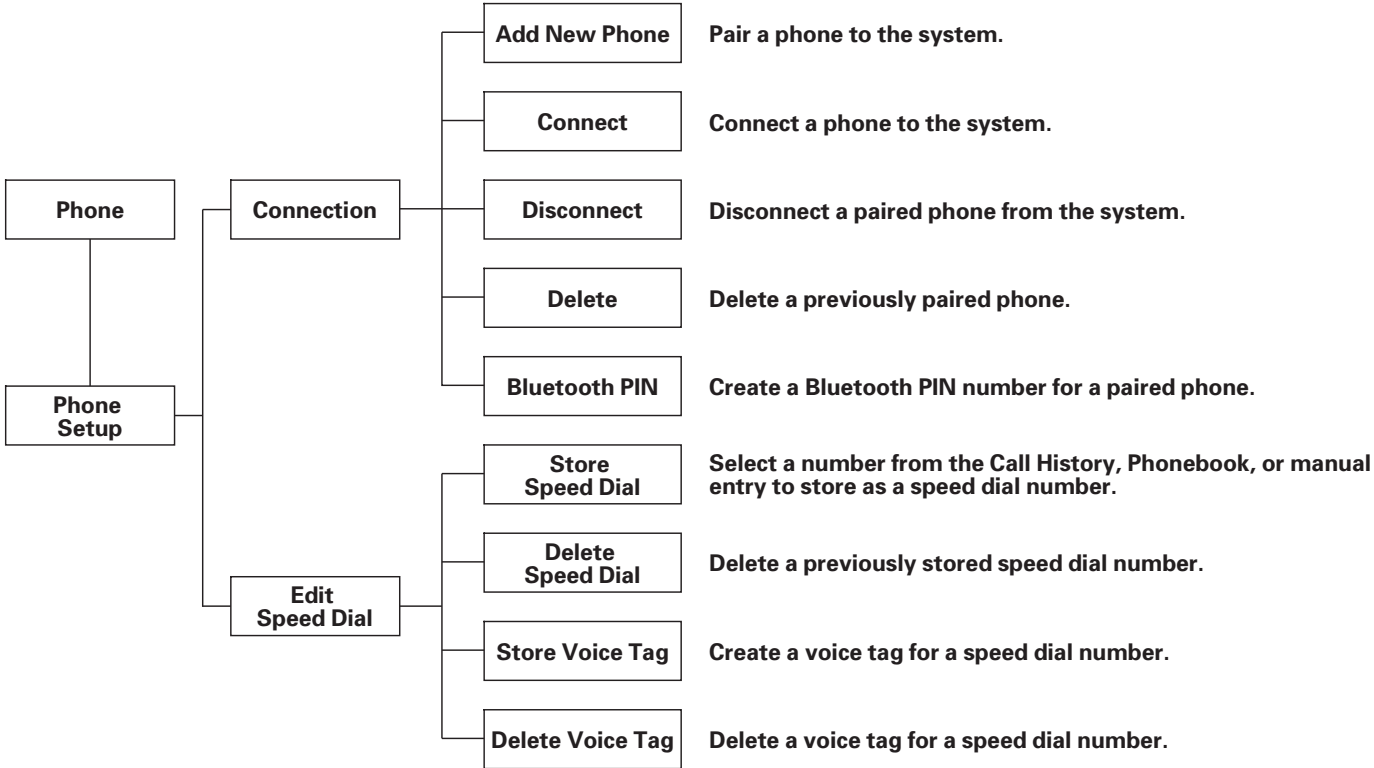 Add New Phone
Pair a phone to the system.
Connect
Connect a phone to the system.
Phone
Connection
Disconnect
Disconnect a paired phone from the system.
Delete
Delete a previously paired phone.
Phone
Setup
Bluetooth PIN
Create a Bluetooth PIN number for a paired phone.
Store
Speed Dial
Select a number from the Call History, Phonebook, or manual
entry to store as a speed dial number.
Delete
Speed Dial
Delete a previously stored speed dial number.
Edit
Speed Dial
Store Voice Tag
Create a voice tag for a speed dial number.
Delete Voice Tag
Delete a voice tag for a speed dial number.